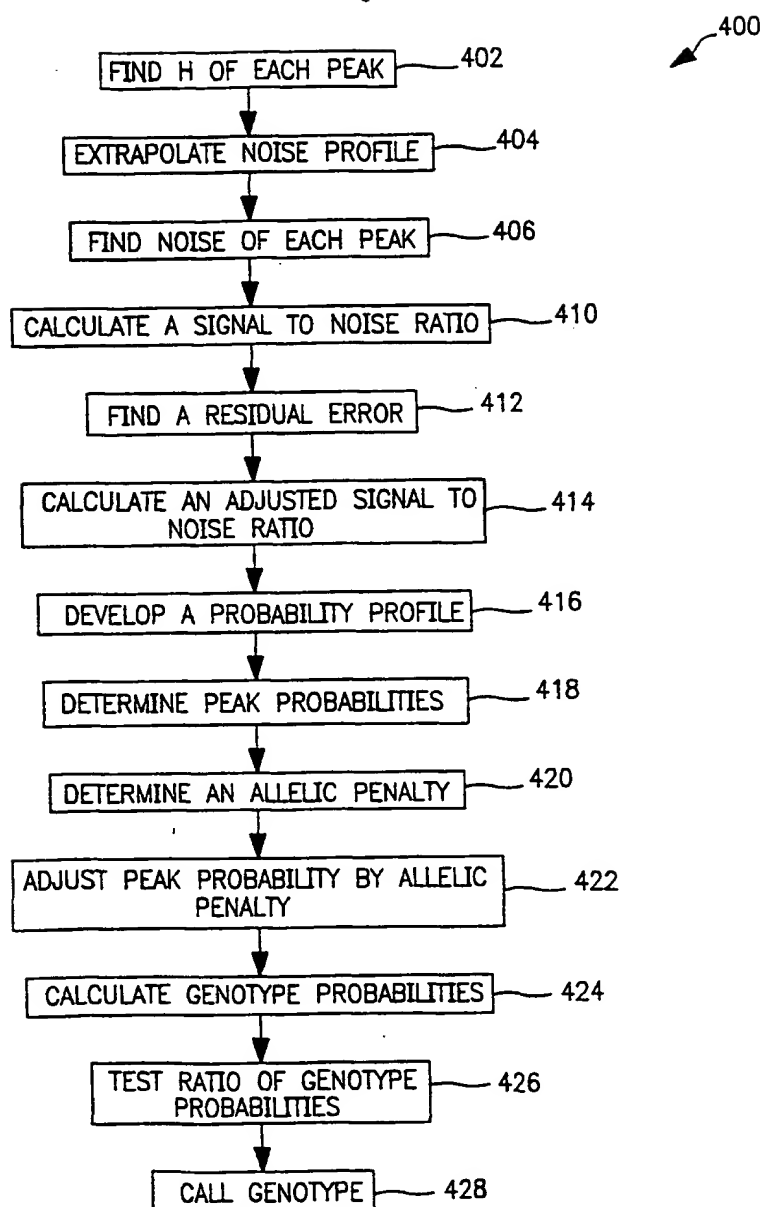 400
FIND H OF EACH PEAK 402
EXTRAPOLATE NOISE PROFILE 404
FIND NOISE OF EACH PEAK 406
CALCULATE A SIGNAL TO NOISE RATIO 410
FIND A RESIDUAL ERROR 412
CALCULATE AN ADJUSTED SIGNAL TO
NOISE RATIO 414
DEVELOP A PROBABILITY PROFILE 416
DETERMINE PEAK PROBABILITIES 418
DETERMINE AN ALLELIC PENALTY 420
ADJUST PEAK PROBABILITY BY ALLELIC
PENALTY 422
CALCULATE GENOTYPE PROBABILITIES 424
TEST RATIO OF GENOTYPE
PROBABILITIES 426
CALL GENOTYPE 428